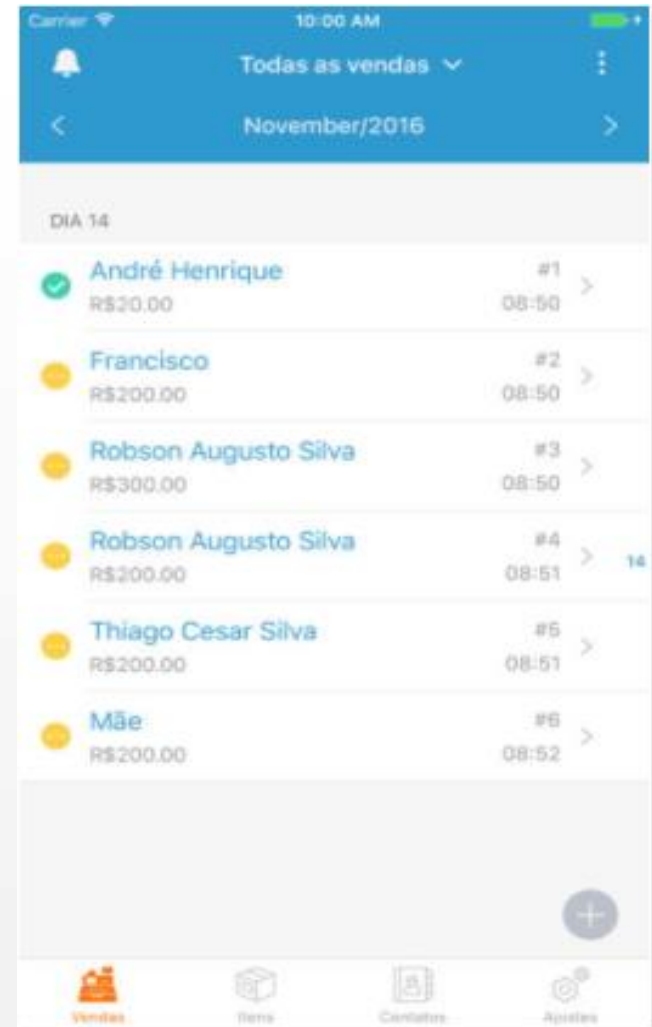 Carrier 10:00 AM
Todas as vendas
November/2016
DIA 14
André Henrique #1
R$20.00 08:50
Francisco #2
R$200.00 08:50
Robson Augusto Silva #3
R$300.00 08:50
Robson Augusto Silva #4
R$200.00 08:51
14
Thiago Cesar Silva #5
R$200.00 08:51
Mãe #6
R$200.00 08:52
Vendas Itens Contatos Ajustes